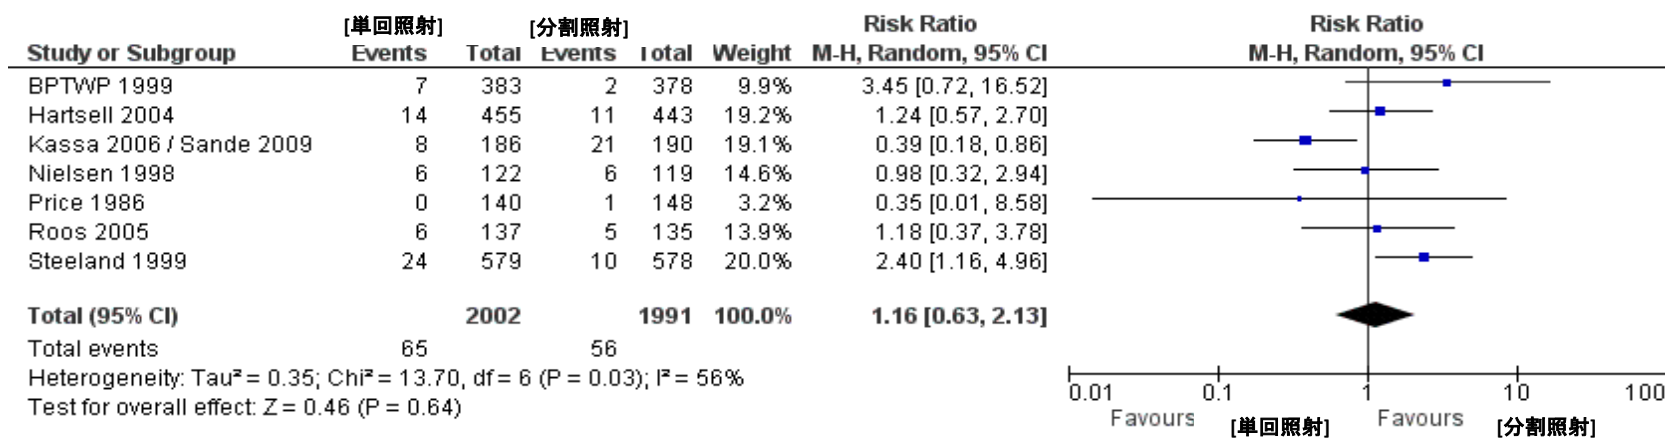 [単回照射] [分割照射] Risk Ratio Risk Ratio
Study or Subgroup Events Total Events Total Weight M-H, Random, 95% CI M-H, Random, 95% CI
BPTWP 1999 7 383 2 378 9.9% 3.45 [0.72, 16.52]
Hartsell 2004 14 455 11 443 19.2% 1.24 [0.57, 2.70]
Kassa 2006 / Sande 2009 8 186 21 190 19.1% 0.39 [0.18, 0.86]
Nielsen 1998 6 122 6 119 14.6% 0.98 [0.32, 2.94]
Price 1986 0 140 1 148 3.2% 0.35 [0.01, 8.58]
Roos 2005 6 137 5 135 13.9% 1.18 [0.37, 3.78]
Steeland 1999 24 579 10 578 20.0% 2.40 [1.16, 4.96]
Total (95% CI) 2002 1991 100.0% 1.16 [0.63, 2.13]
Total events 65 56
Heterogeneity: Tau² = 0.35; Chi² = 13.70, df = 6 (P = 0.03); I² = 56%
Test for overall effect: Z = 0.46 (P = 0.64)
0.01 0.1 1 10 100
Favours [単回照射] Favours [分割照射]